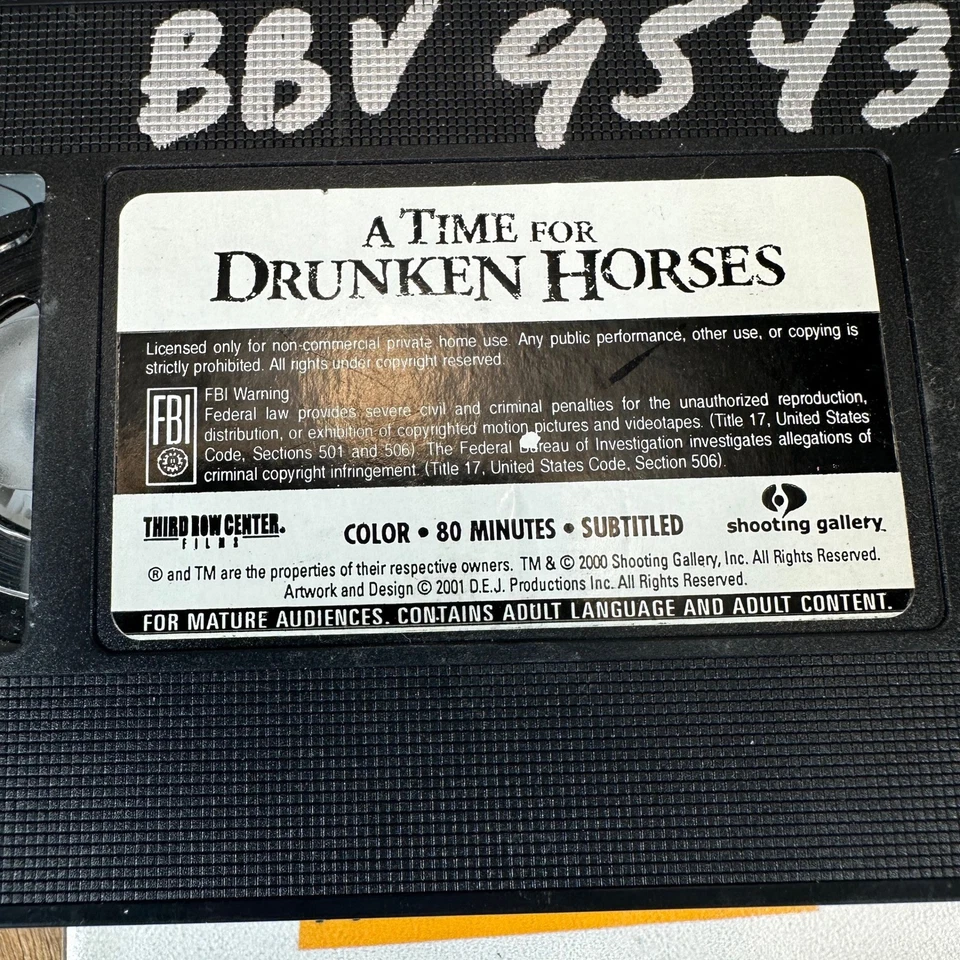 BBV 9543
A TIME FOR
DRUNKEN HORSES
Licensed only for non-commercial private home use. Any public performance, other use, or copying is
strictly prohibited. All rights under copyright reserved.
FBI
FBI Warning
Federal law provides severe civil and criminal penalties for the unauthorized reproduction,
distribution, or exhibition of copyrighted motion pictures and videotapes. (Title 17, United States
Code, Sections 501 and 506). The Federal Bureau of Investigation investigates allegations of
criminal copyright infringement. (Title 17, United States Code, Section 506).
THIRD ROW CENTER.
FILMS
COLOR • 80 MINUTES • SUBTITLED
shooting gallery™
® and TM are the properties of their respective owners. TM & © 2000 Shooting Gallery, Inc. All Rights Reserved.
Artwork and Design © 2001 D.E.J. Productions Inc. All Rights Reserved.
FOR MATURE AUDIENCES. CONTAINS ADULT LANGUAGE AND ADULT CONTENT.